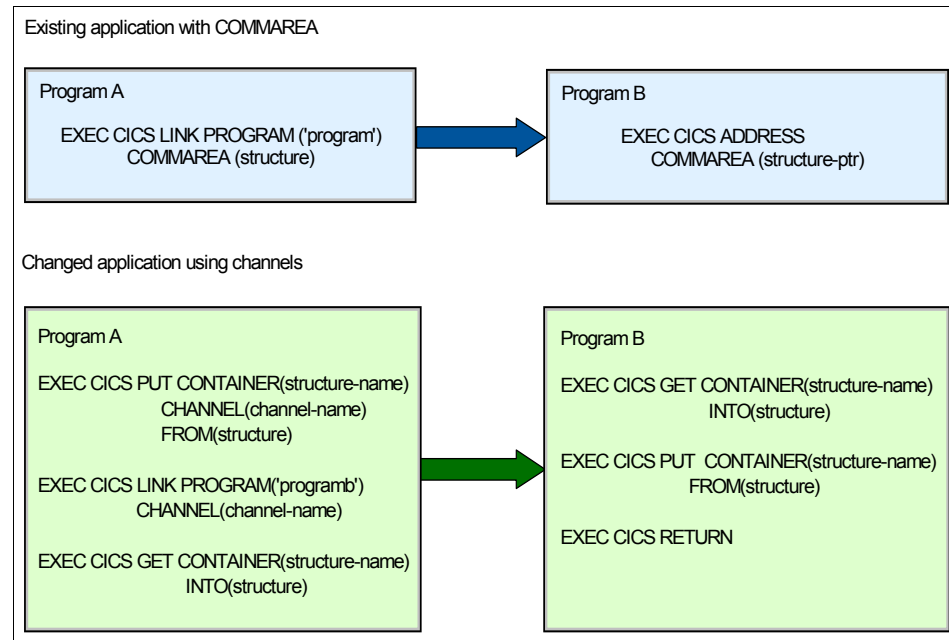 Existing application with COMMAREA
Program A
EXEC CICS LINK PROGRAM ('program')
COMMAREA (structure)
Program B
EXEC CICS ADDRESS
COMMAREA (structure-ptr)
Changed application using channels
Program A
EXEC CICS PUT CONTAINER(structure-name)
CHANNEL(channel-name)
FROM(structure)
EXEC CICS LINK PROGRAM('programb')
CHANNEL(channel-name)
EXEC CICS GET CONTAINER(structure-name)
INTO(structure)
Program B
EXEC CICS GET CONTAINER(structure-name)
INTO(structure)
EXEC CICS PUT CONTAINER(structure-name)
FROM(structure)
EXEC CICS RETURN